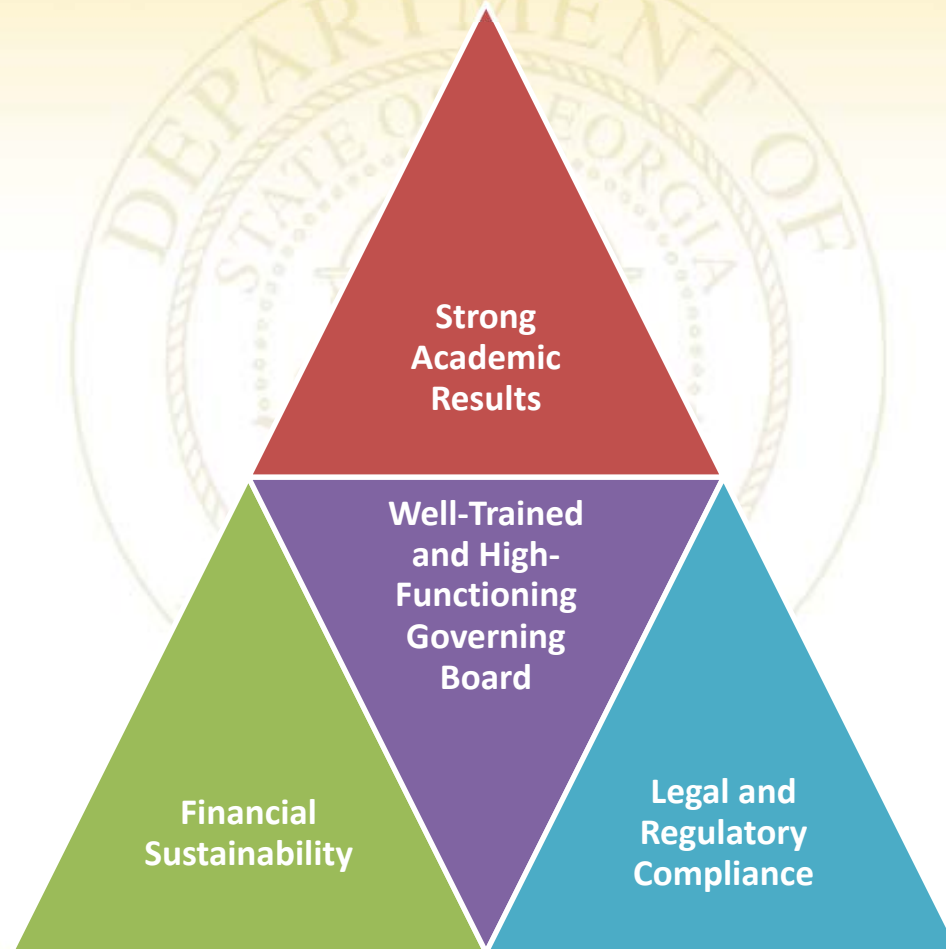 DEPARTMENT OF
STATE OF GEORGIA
Strong
Academic
Results
Well-Trained
and High-
Functioning
Governing
Board
Financial
Sustainability
Legal and
Regulatory
Compliance